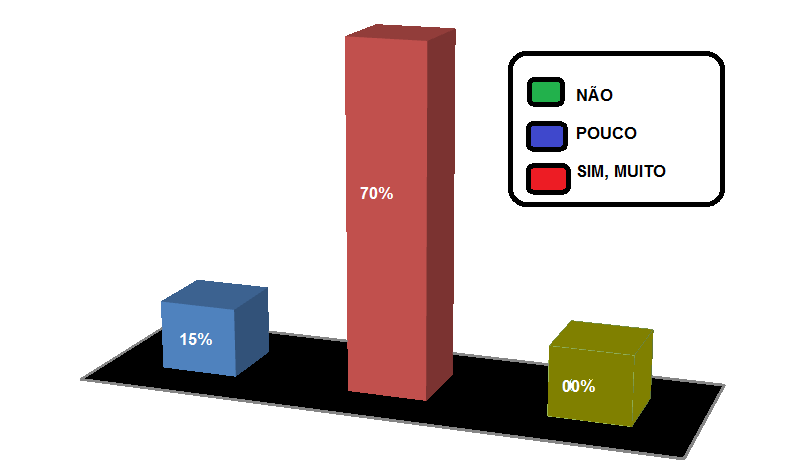 NÃO
POUCO
SIM, MUITO
70%
15%
00%